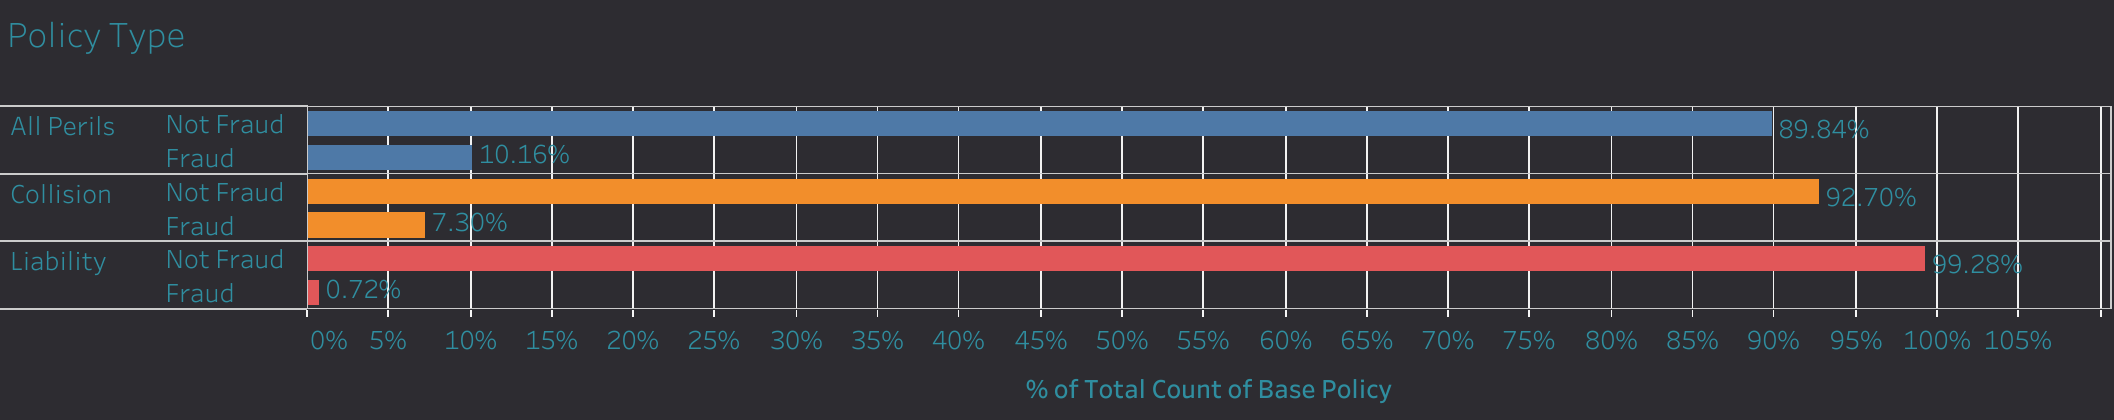 Policy Type
All Perils Not Fraud 89.84%
Fraud 10.16%
Collision Not Fraud 92.70%
Fraud 7.30%
Liability Not Fraud 99.28%
Fraud 0.72%
0% 5% 10% 15% 20% 25% 30% 35% 40% 45% 50% 55% 60% 65% 70% 75% 80% 85% 90% 95% 100% 105%
% of Total Count of Base Policy